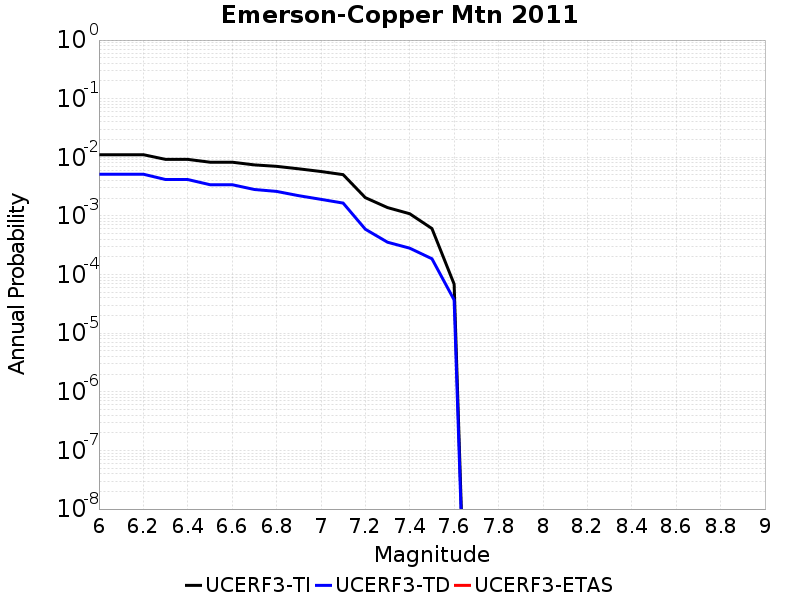 Emerson-Copper Mtn 2011
Annual Probability
10^0
10^-1
10^-2
10^-3
10^-4
10^-5
10^-6
10^-7
10^-8
6 6.2 6.4 6.6 6.8 7 7.2 7.4 7.6 7.8 8 8.2 8.4 8.6 8.8 9
Magnitude
UCERF3-TI UCERF3-TD UCERF3-ETAS